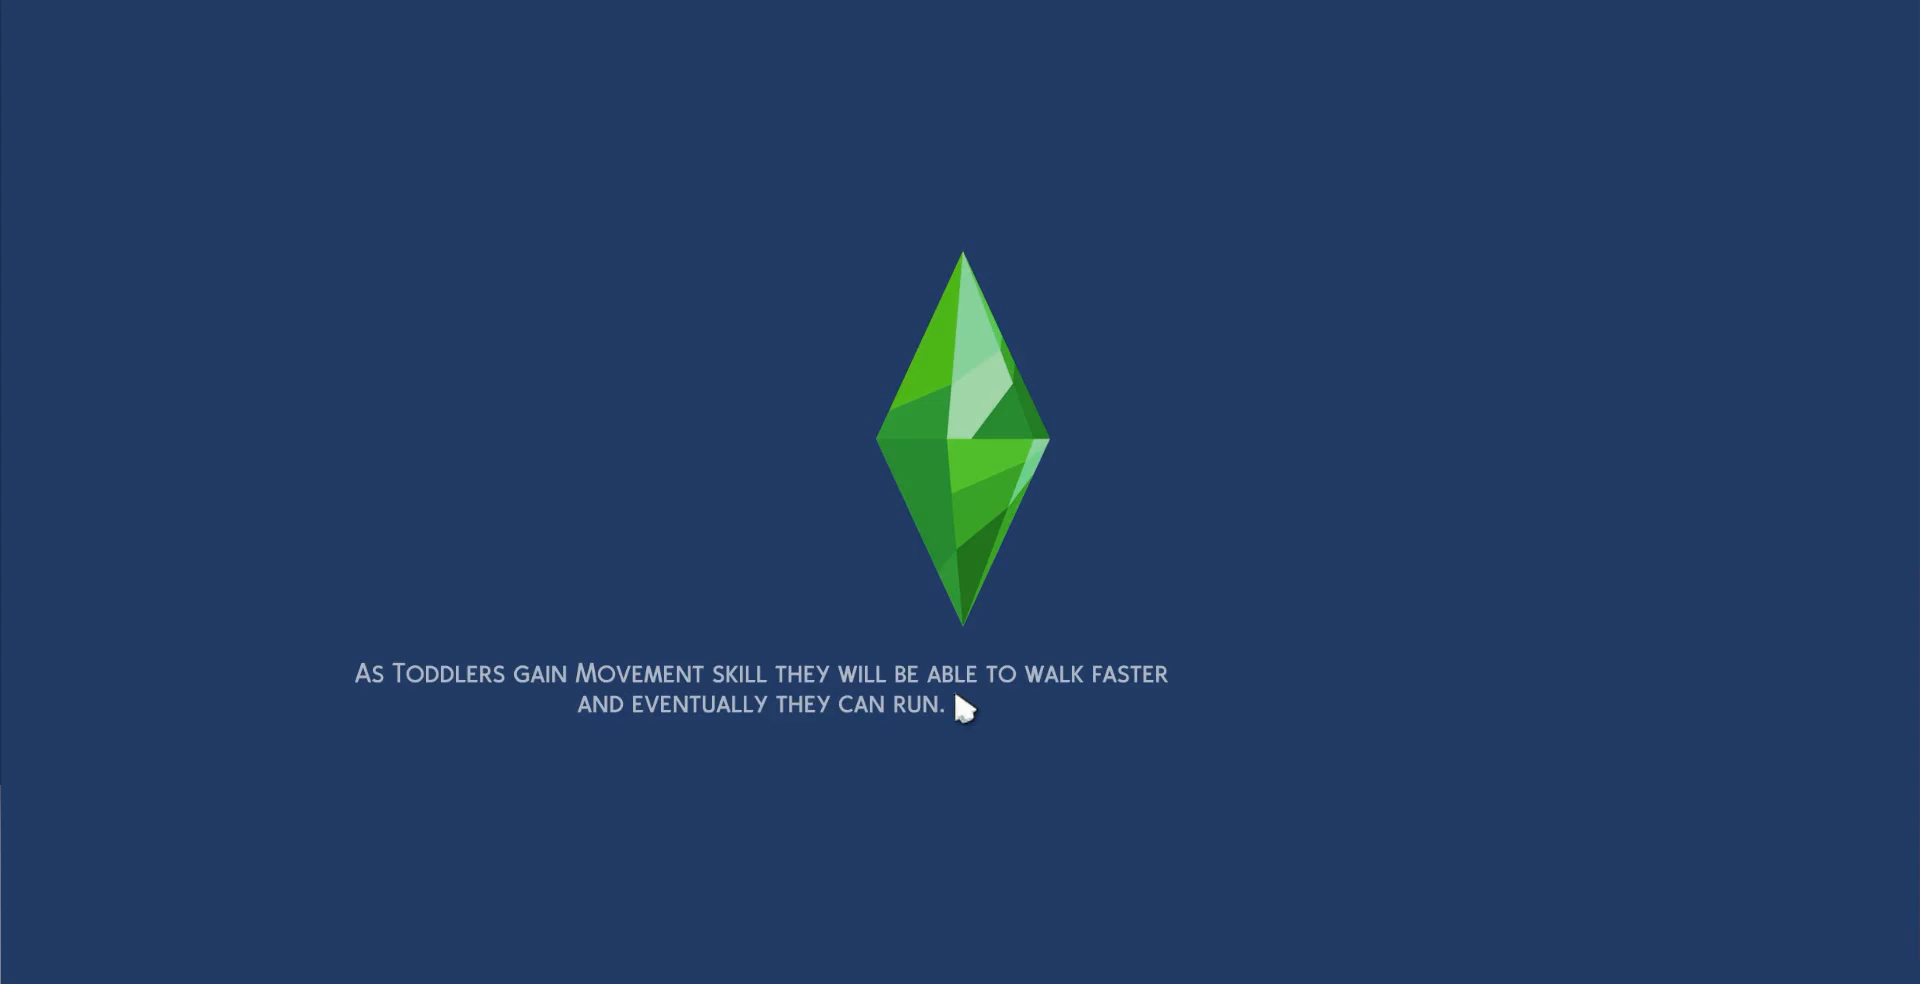 As Toddlers gain Movement skill they will be able to walk faster
and eventually they can run.